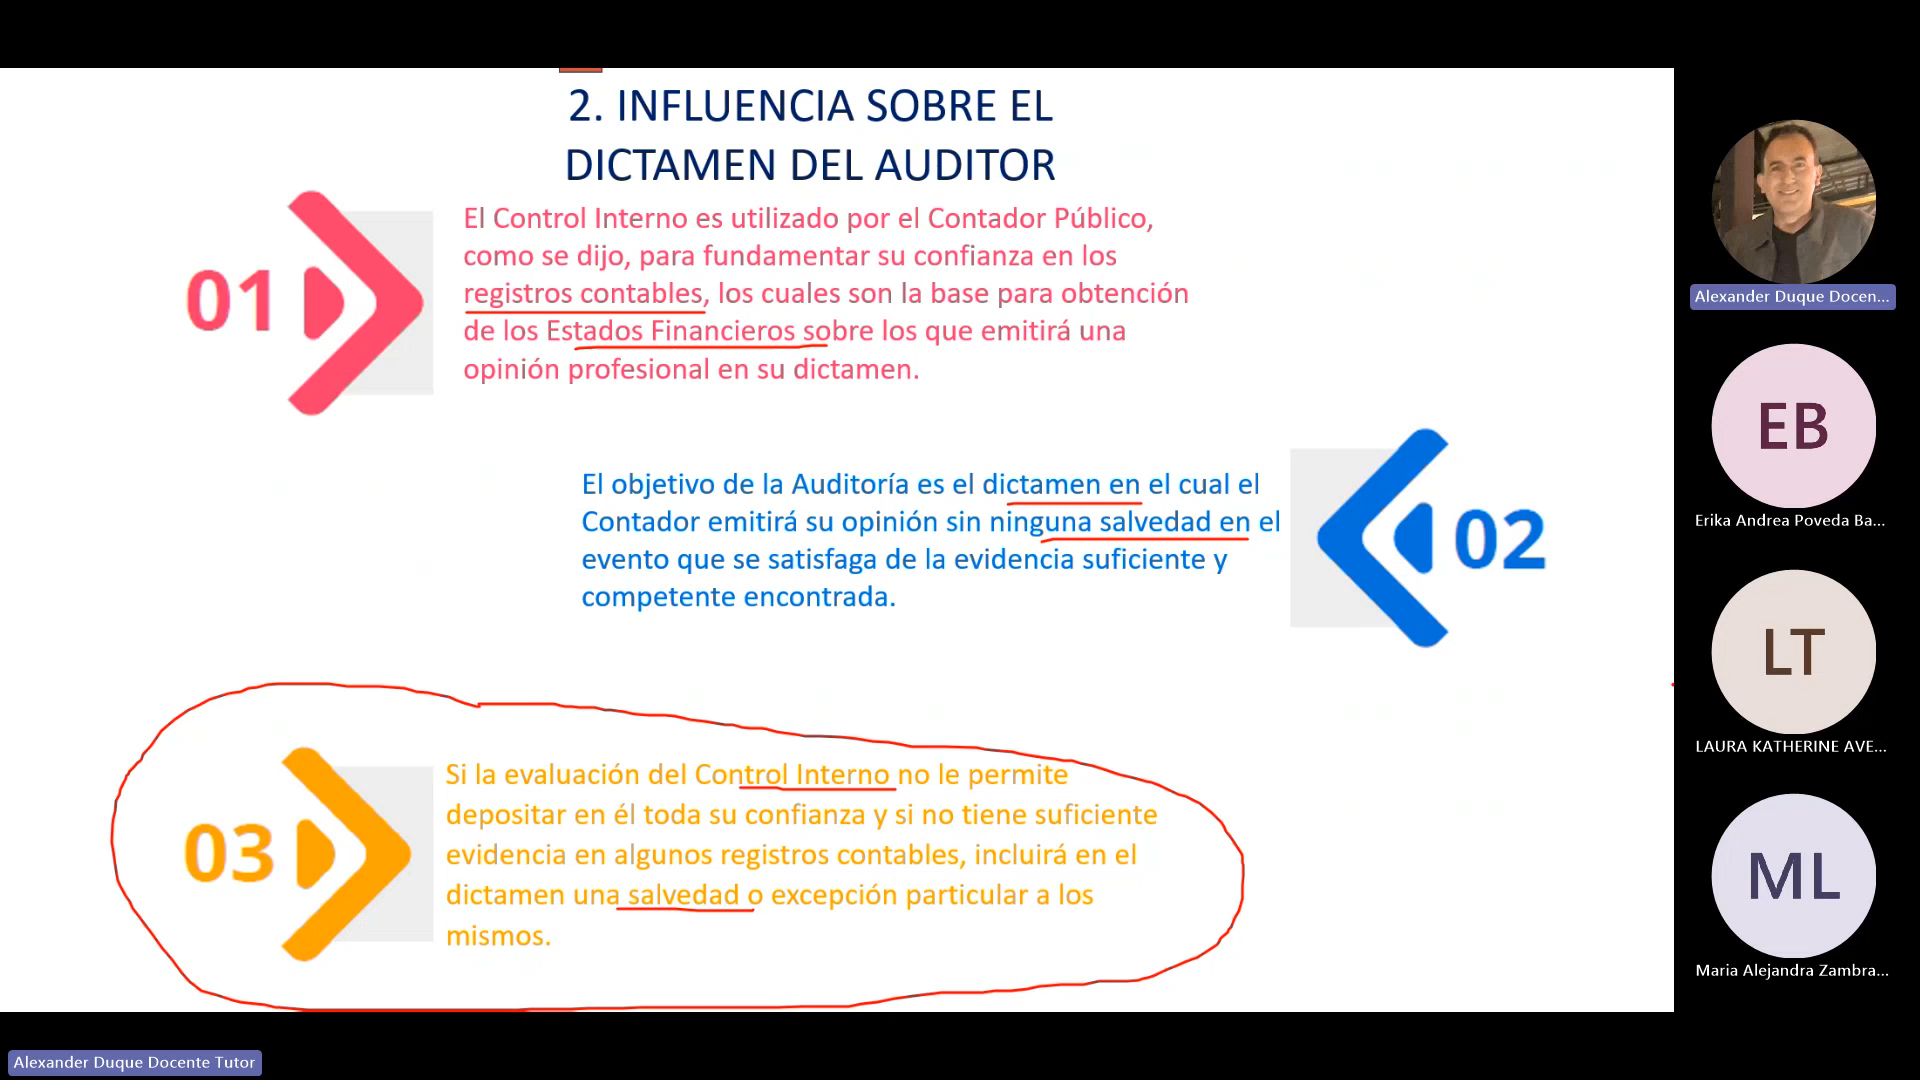 2. INFLUENCIA SOBRE EL
DICTAMEN DEL AUDITOR
01
El Control Interno es utilizado por el Contador Público,
como se dijo, para fundamentar su confianza en los
registros contables, los cuales son la base para obtención
de los Estados Financieros sobre los que emitirá una
opinión profesional en su dictamen.
El objetivo de la Auditoría es el dictamen en el cual el
Contador emitirá su opinión sin ninguna salvedad en el
evento que se satisfaga de la evidencia suficiente y
competente encontrada.
02
03
Si la evaluación del Control Interno no le permite
depositar en él toda su confianza y si no tiene suficiente
evidencia en algunos registros contables, incluirá en el
dictamen una salvedad o excepción particular a los
mismos.
Alexander Duque Docen...
EB
Erika Andrea Poveda Ba...
LT
LAURA KATHERINE AVE...
ML
Maria Alejandra Zambra...
Alexander Duque Docente Tutor